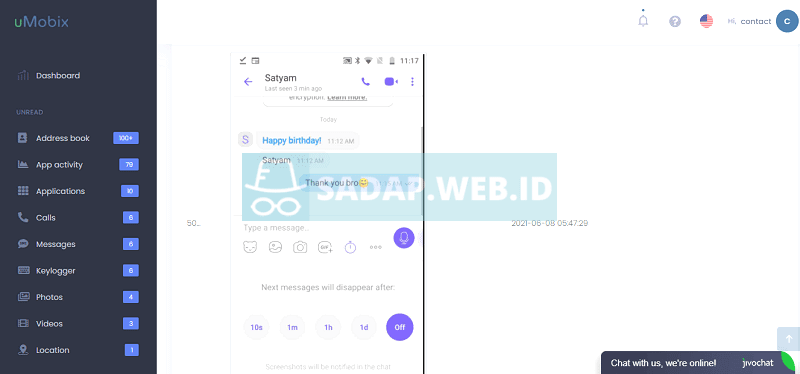 uMobix
Hi, contact C
Dashboard
UNREAD
Address book 100+
App activity 79
Applications 10
Calls 6
Messages 6
Keylogger 6
Photos 4
Videos 3
Location 1
11:17
Satyam
Last seen 3 min ago
encryption. Learn more.
Today
S
Happy birthday! 11:12 AM
Satyam 11:12 AM
Thank you bro😊
SADAP.WEB.ID
50..
2021-06-08 05:47:29
Type a message...
GIF+
Next messages will disappear after:
10s 1m 1h 1d Off
Screenshots will be notified in the chat
Chat with us, we're online! jivochat